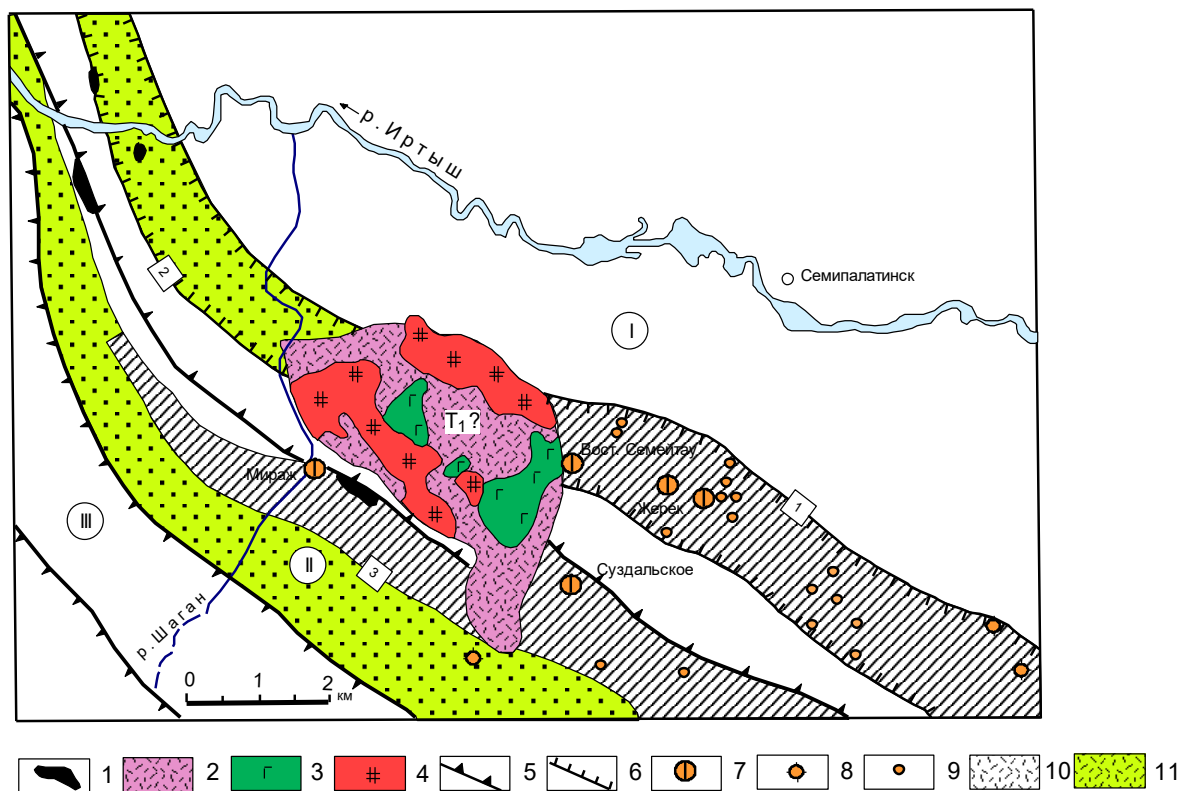 р. Иртыш
Семипалатинск
2
I
T1?
Вост. Семейтау
Мираж
Жерек
1
III
II
3
Суздальское
р. Шаган
0 1 2
км
1 2 3 4 5 6 7 8 9 10 11